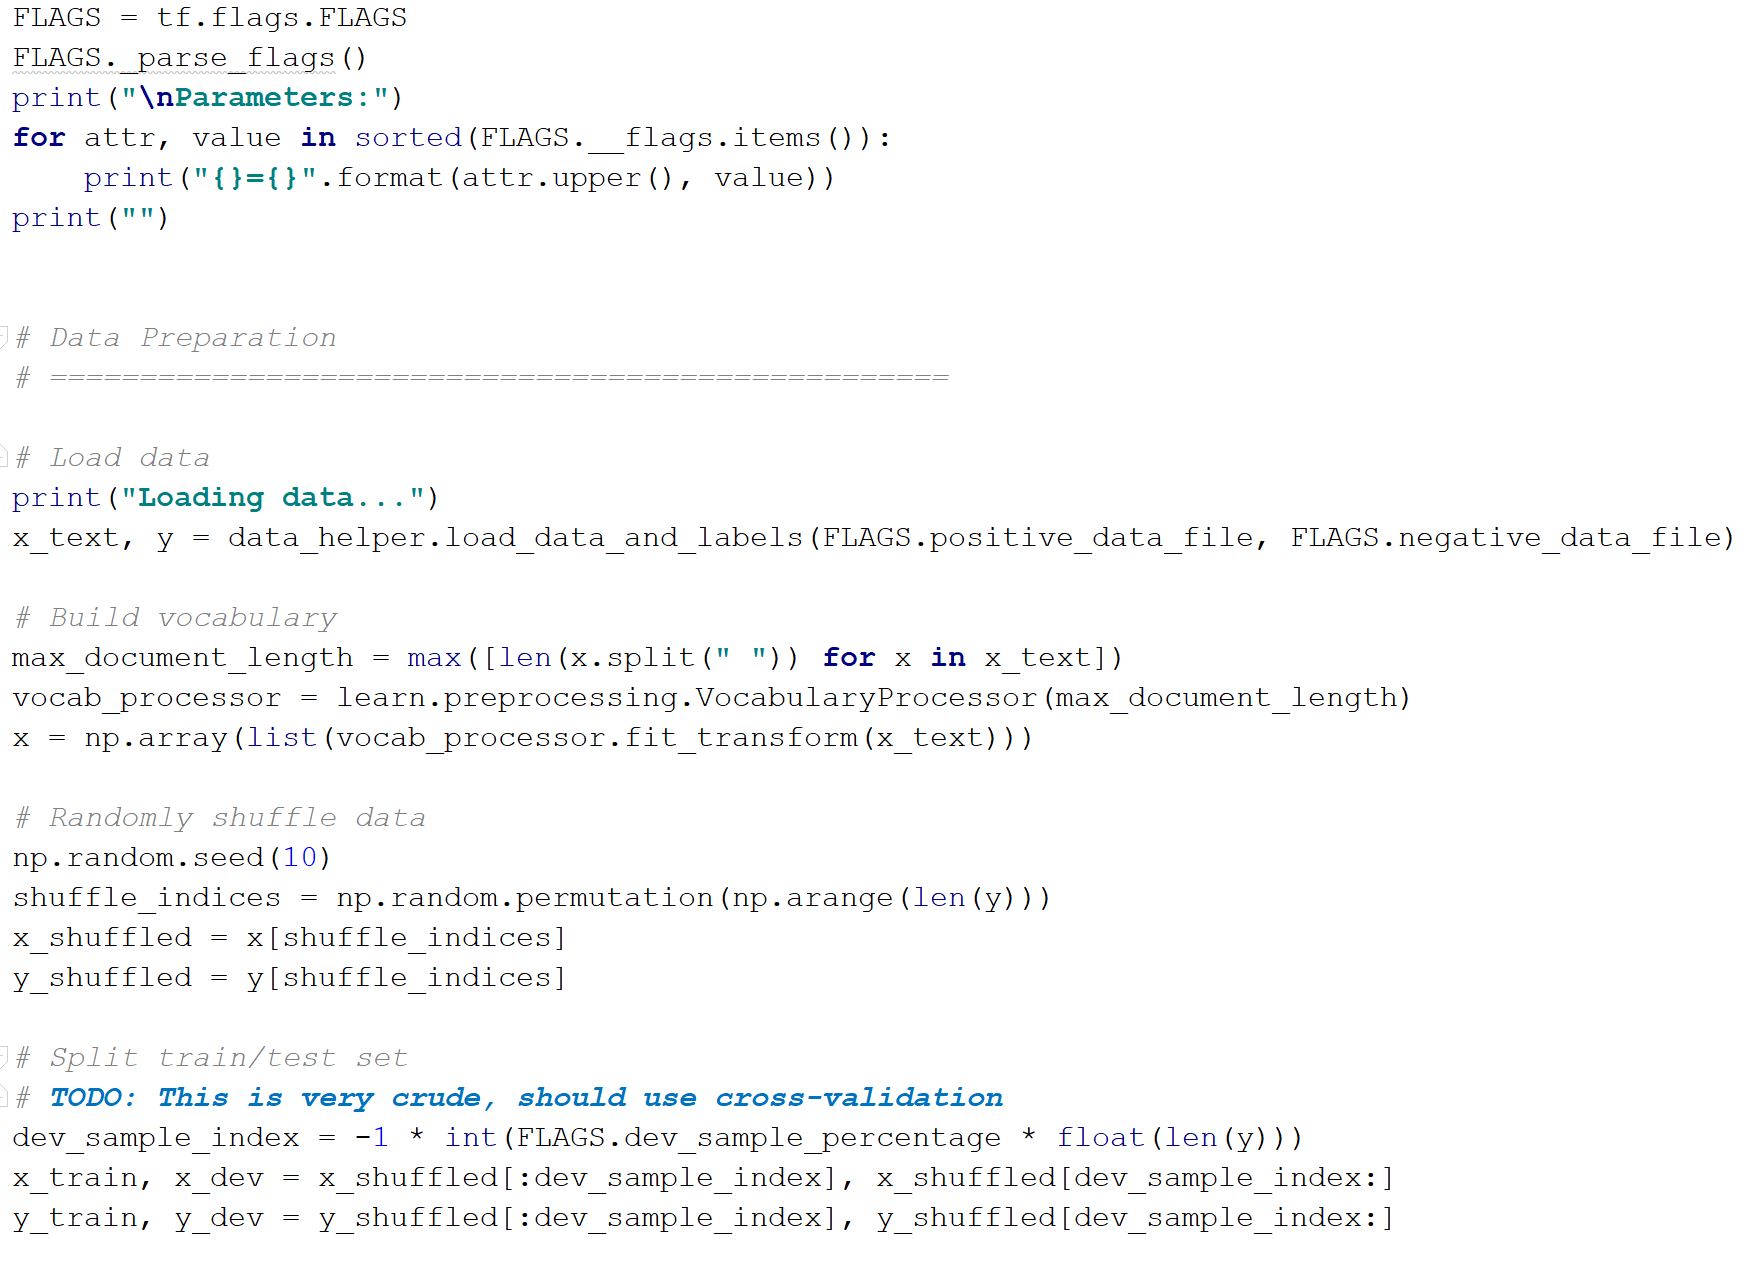 FLAGS = tf.flags.FLAGS
FLAGS._parse_flags()
print("\nParameters:")
for attr, value in sorted(FLAGS.__flags.items()):
    print("{}={}".format(attr.upper(), value))
print("")
# Data Preparation
# ==================================================
# Load data
print("Loading data...")
x_text, y = data_helper.load_data_and_labels(FLAGS.positive_data_file, FLAGS.negative_data_file)
# Build vocabulary
max_document_length = max([len(x.split(" ")) for x in x_text])
vocab_processor = learn.preprocessing.VocabularyProcessor(max_document_length)
x = np.array(list(vocab_processor.fit_transform(x_text)))
# Randomly shuffle data
np.random.seed(10)
shuffle_indices = np.random.permutation(np.arange(len(y)))
x_shuffled = x[shuffle_indices]
y_shuffled = y[shuffle_indices]
# Split train/test set
# TODO: This is very crude, should use cross-validation
dev_sample_index = -1 * int(FLAGS.dev_sample_percentage * float(len(y)))
x_train, x_dev = x_shuffled[:dev_sample_index], x_shuffled[dev_sample_index:]
y_train, y_dev = y_shuffled[:dev_sample_index], y_shuffled[dev_sample_index:]